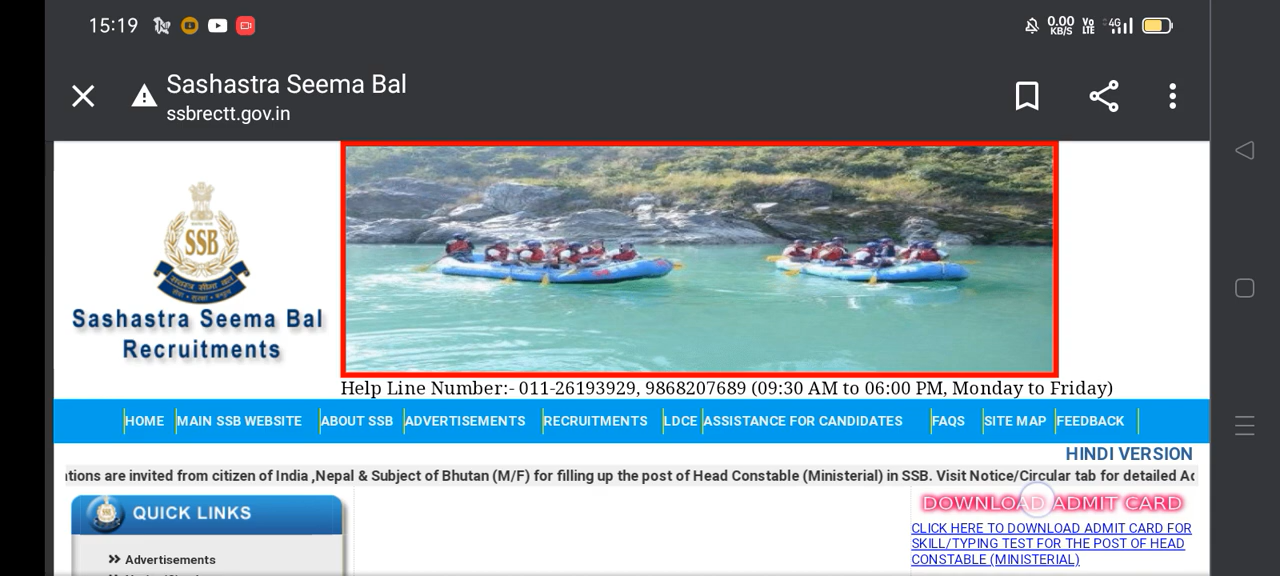 15:19
0.00 KB/S Vo LTE 4G
Sashastra Seema Bal
ssbrectt.gov.in
SSB
Sashastra Seema Bal
Recruitments
Help Line Number:- 011-26193929, 9868207689 (09:30 AM to 06:00 PM, Monday to Friday)
HOME MAIN SSB WEBSITE ABOUT SSB ADVERTISEMENTS RECRUITMENTS LDCE ASSISTANCE FOR CANDIDATES FAQS SITE MAP FEEDBACK
HINDI VERSION
tions are invited from citizen of India ,Nepal & Subject of Bhutan (M/F) for filling up the post of Head Constable (Ministerial) in SSB. Visit Notice/Circular tab for detailed
QUICK LINKS
Advertisements
DOWNLOAD ADMIT CARD
CLICK HERE TO DOWNLOAD ADMIT CARD FOR
SKILL/TYPING TEST FOR THE POST OF HEAD
CONSTABLE (MINISTERIAL)